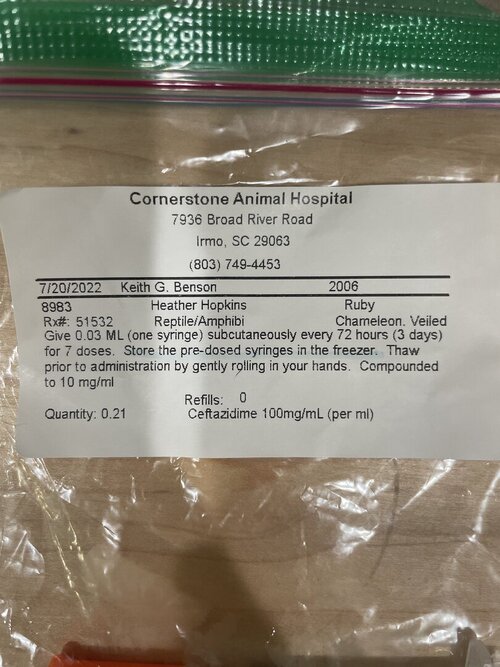 Cornerstone Animal Hospital
7936 Broad River Road
Irmo, SC 29063
(803) 749-4453
7/20/2022 Keith G. Benson 2006
8983 Heather Hopkins Ruby
Rx#: 51532 Reptile/Amphibi Chameleon. Veiled
Give 0.03 ML (one syringe) subcutaneously every 72 hours (3 days)
for 7 doses. Store the pre-dosed syringes in the freezer. Thaw
prior to administration by gently rolling in your hands. Compounded
to 10 mg/ml
Refills: 0
Quantity: 0.21 Ceftazidime 100mg/mL (per ml)